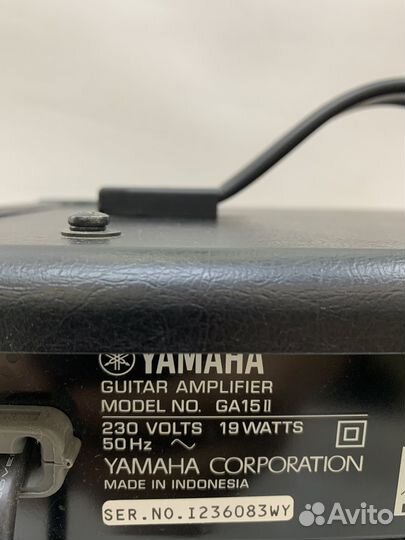 YAMAHA
GUITAR AMPLIFIER
MODEL NO. GA15II
230 VOLTS 19 WATTS
50Hz ~
YAMAHA CORPORATION
MADE IN INDONESIA
SER.NO.I236083WY
Avito